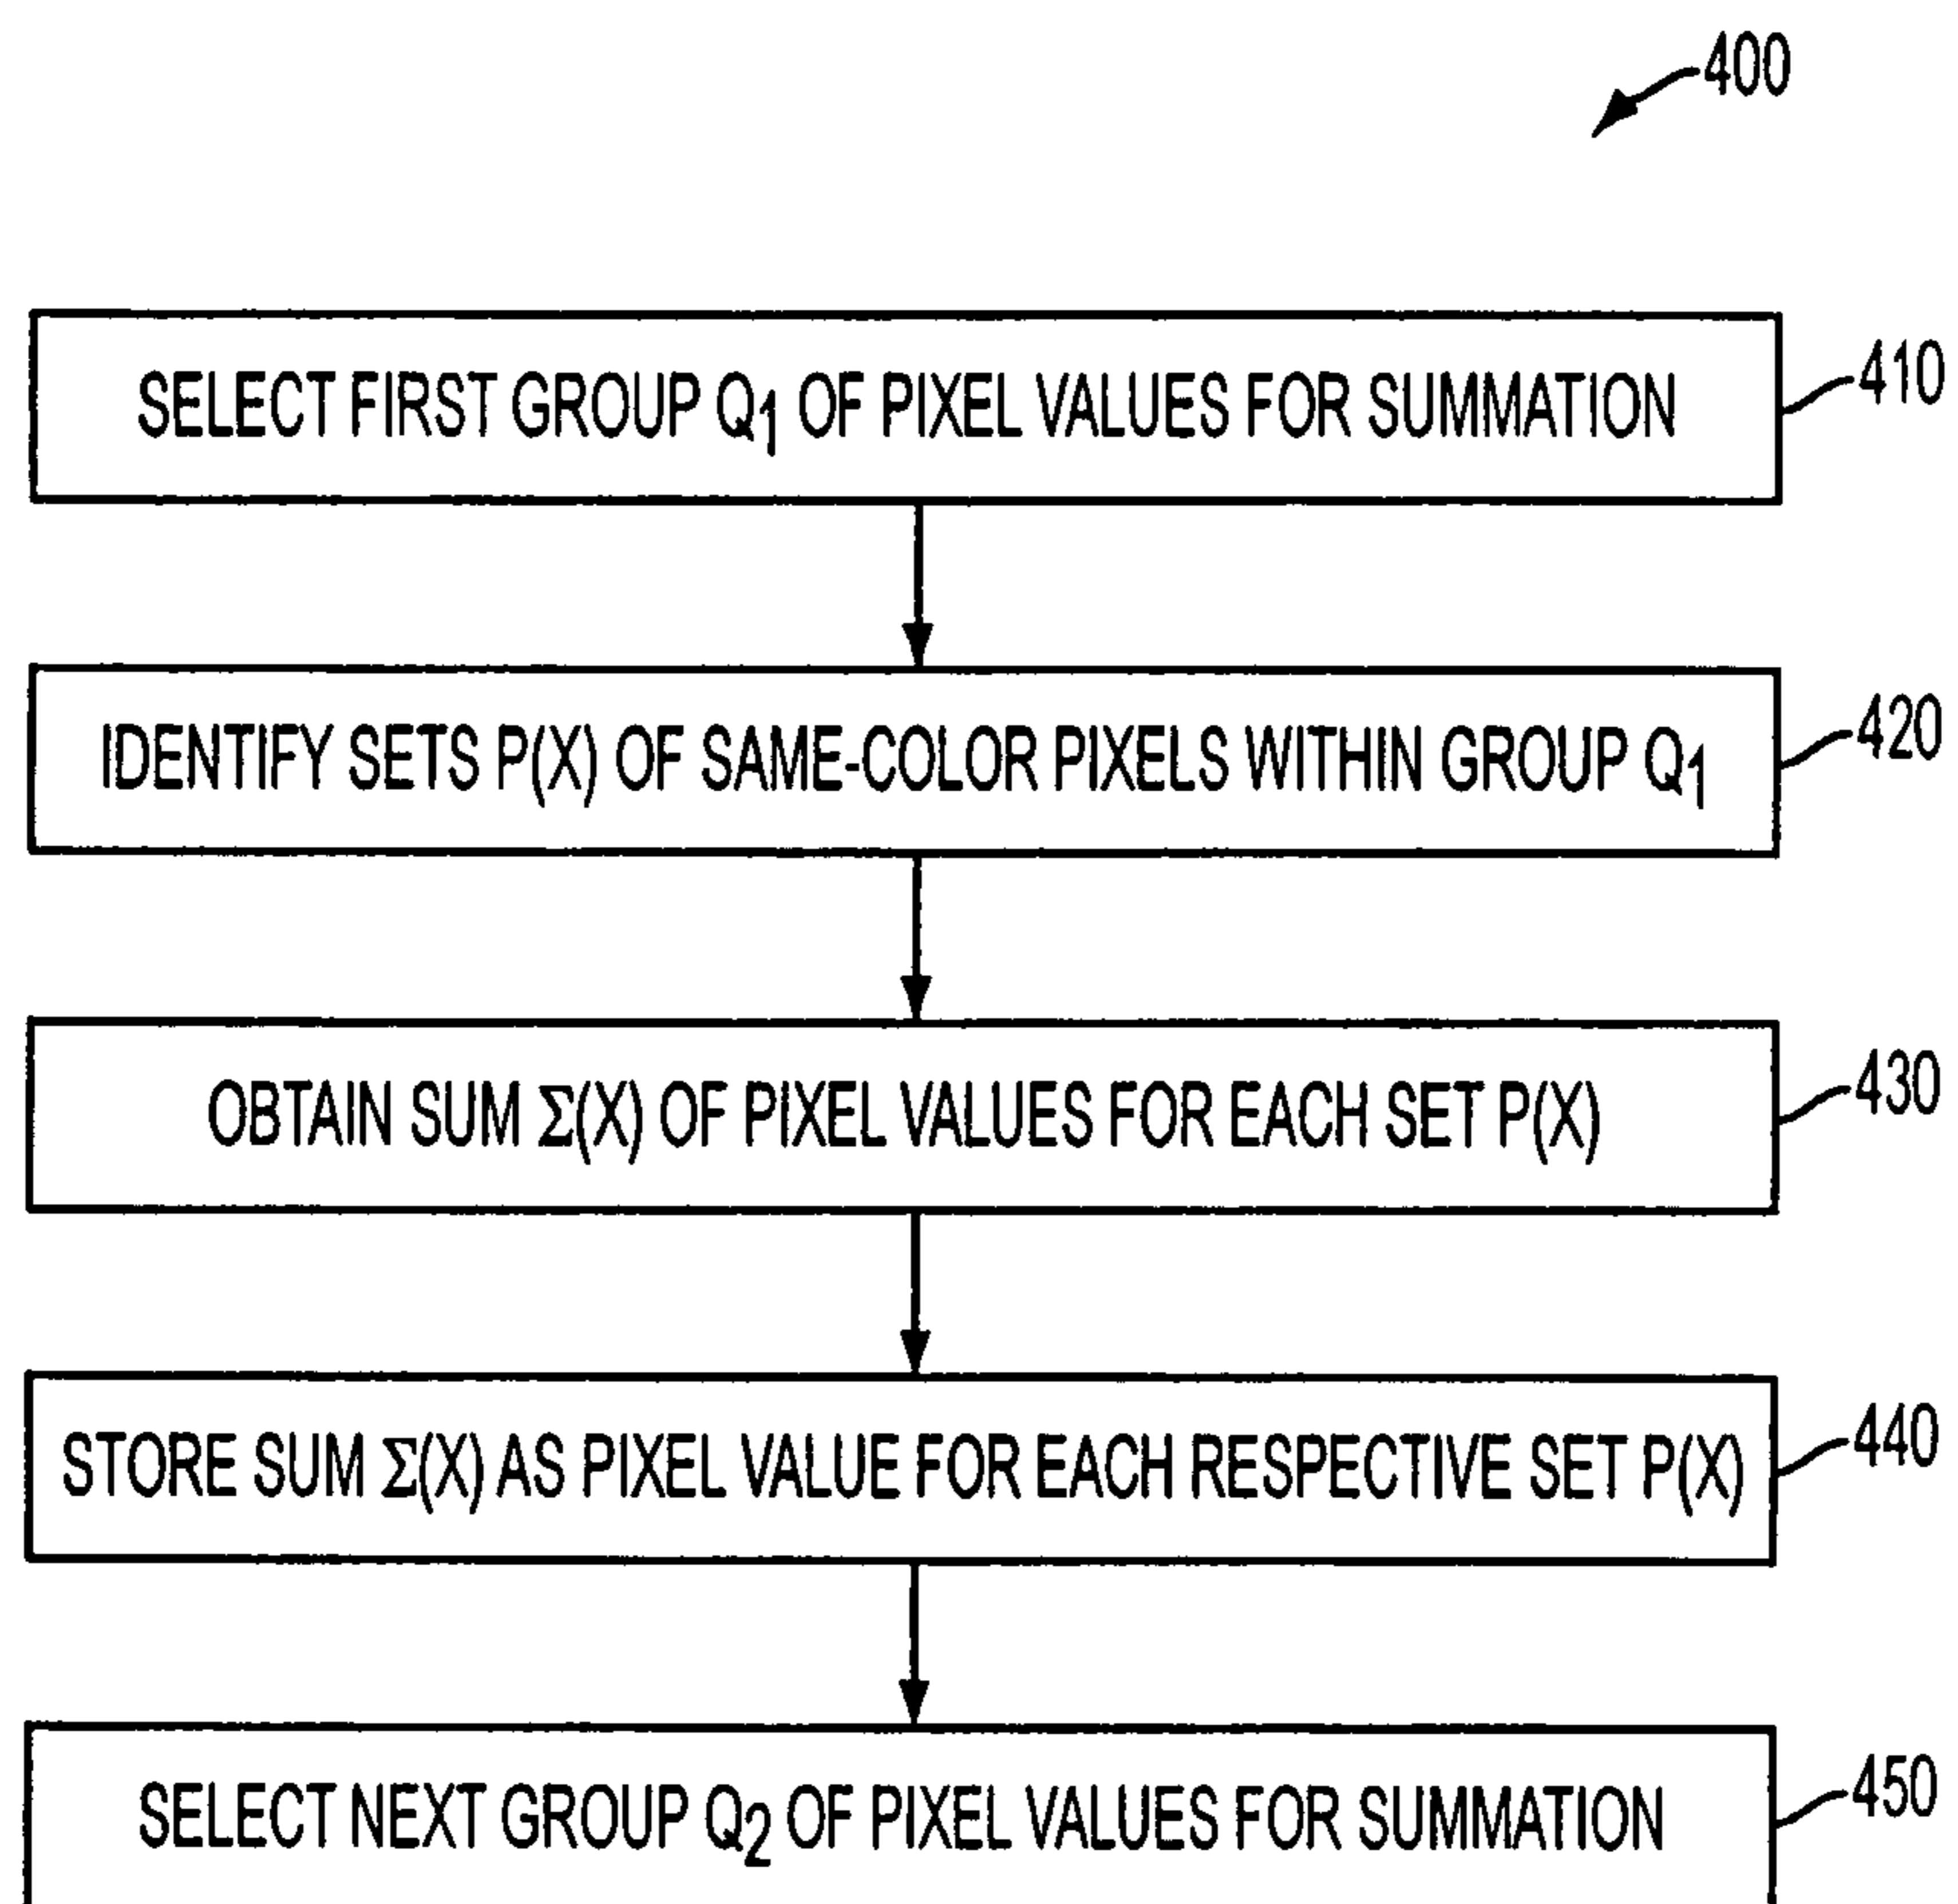 400
SELECT FIRST GROUP Q1 OF PIXEL VALUES FOR SUMMATION
410
IDENTIFY SETS P(X) OF SAME-COLOR PIXELS WITHIN GROUP Q1
420
OBTAIN SUM Σ(X) OF PIXEL VALUES FOR EACH SET P(X)
430
STORE SUM Σ(X) AS PIXEL VALUE FOR EACH RESPECTIVE SET P(X)
440
SELECT NEXT GROUP Q2 OF PIXEL VALUES FOR SUMMATION
450